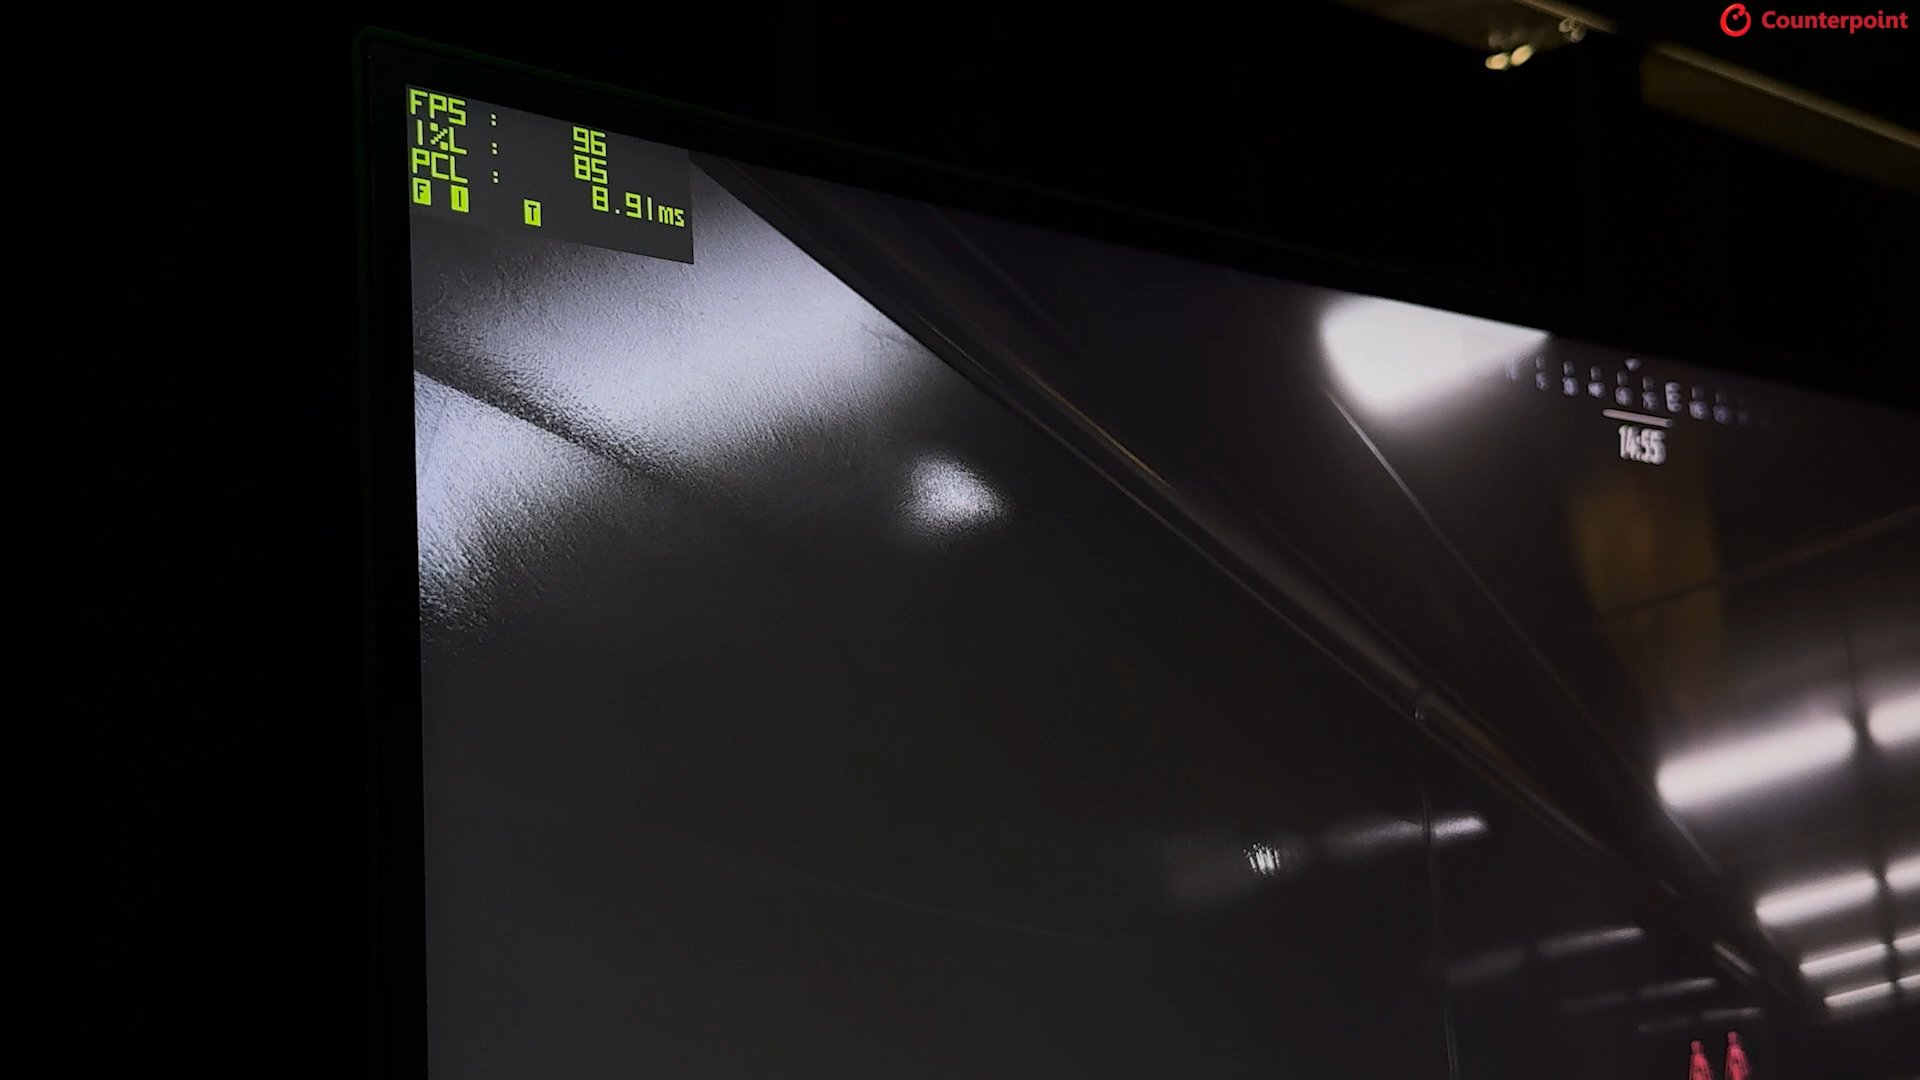 Counterpoint
FPS : 96
1%L : 85
PCL : 8.91ms
F I T
14:55